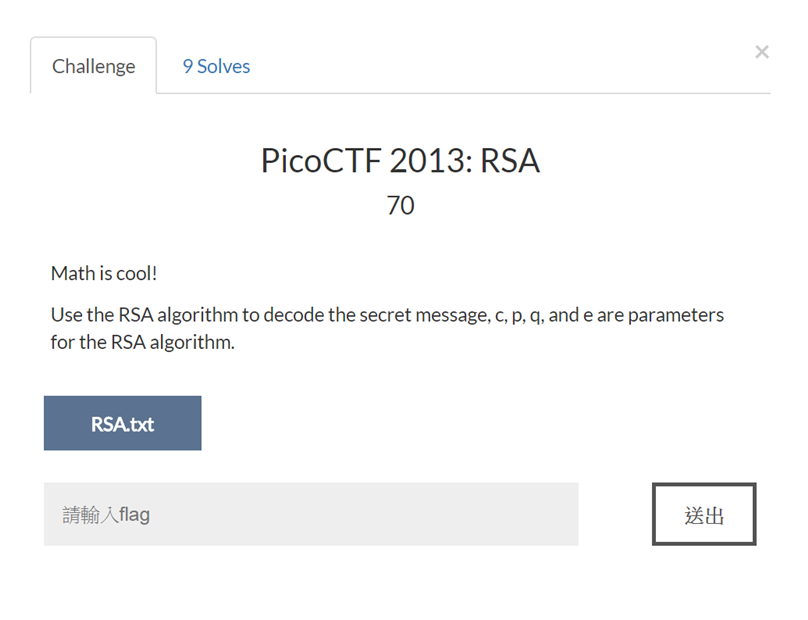 Challenge
9 Solves
×
PicoCTF 2013: RSA
70
Math is cool!
Use the RSA algorithm to decode the secret message, c, p, q, and e are parameters
for the RSA algorithm.
RSA.txt
請輸入flag
送出